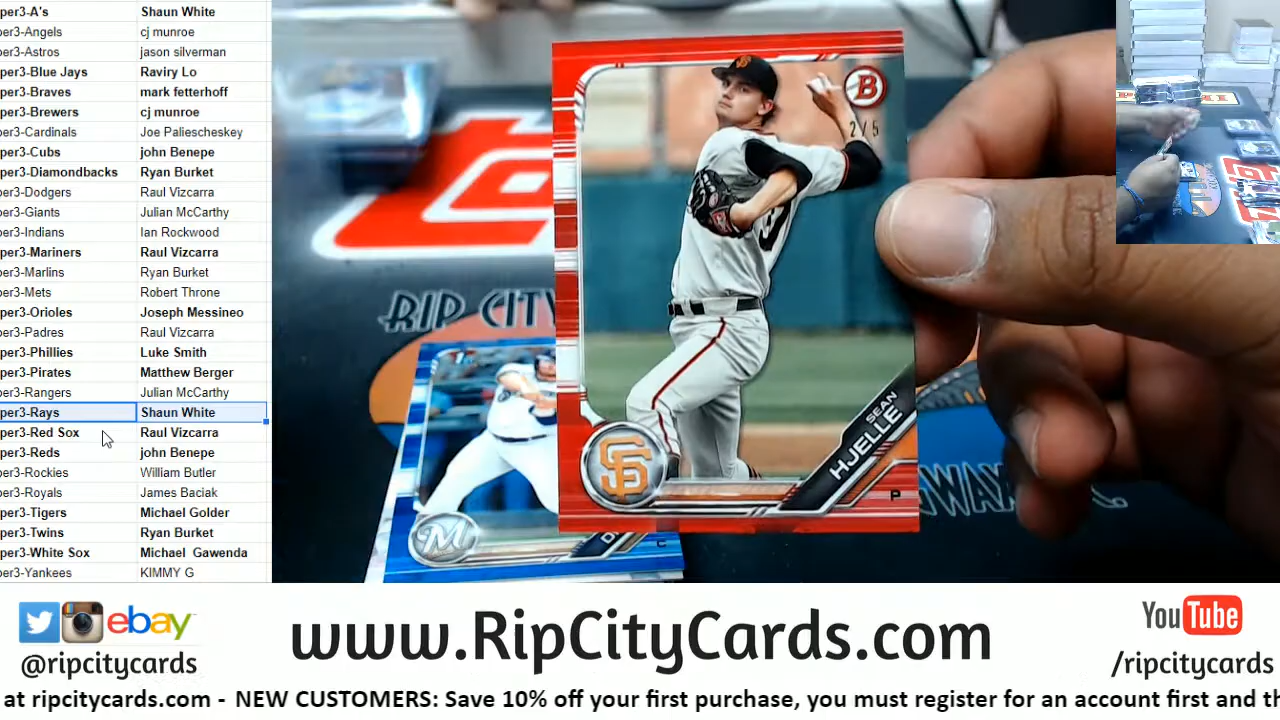 per3-A's Shaun White
per3-Angels cj munroe
per3-Astros jason silverman
per3-Blue Jays Raviry Lo
per3-Braves mark fetterhoff
per3-Brewers cj munroe
per3-Cardinals Joe Paliescheskey
per3-Cubs john Benepe
per3-Diamondbacks Ryan Burket
per3-Dodgers Raul Vizcarra
per3-Giants Julian McCarthy
per3-Indians Ian Rockwood
per3-Mariners Raul Vizcarra
per3-Marlins Ryan Burket
per3-Mets Robert Throne
per3-Orioles Joseph Messineo
per3-Padres Raul Vizcarra
per3-Phillies Luke Smith
per3-Pirates Matthew Berger
per3-Rangers Julian McCarthy
per3-Rays Shaun White
per3-Red Sox Raul Vizcarra
per3-Reds john Benepe
per3-Rockies William Butler
per3-Royals James Baciak
per3-Tigers Michael Golder
per3-Twins Ryan Burket
per3-White Sox Michael Gawenda
per3-Yankees KIMMY G
B
2/5
SEAN
HJELLE
P
SF
RIP CITY
M
C
ebay
@ripcitycards
www.RipCityCards.com
YouTube
/ripcitycards
at ripcitycards.com - NEW CUSTOMERS: Save 10% off your first purchase, you must register for an account first and th